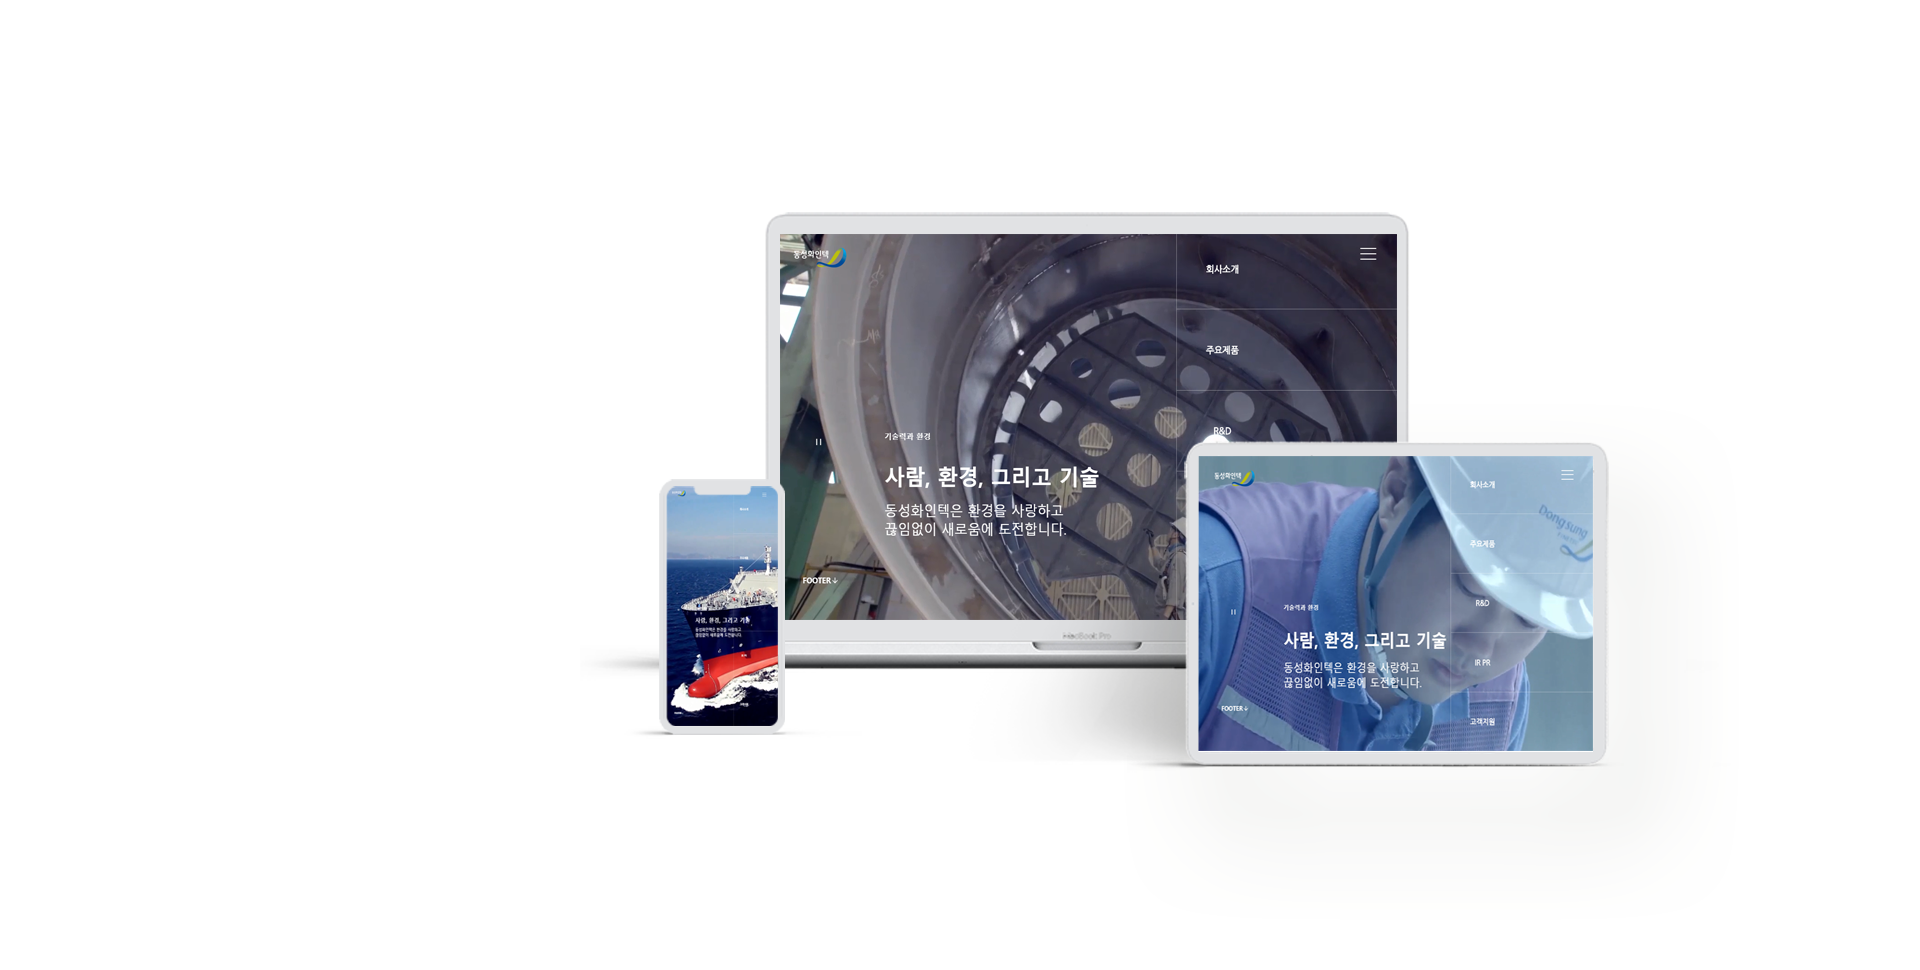 동성화인텍
회사소개
주요제품
R&D
기술력과 환경
사람, 환경, 그리고 기술
동성화인텍은 환경을 사랑하고
끊임없이 새로움에 도전합니다.
FOOTER↓
MacBook Pro
사람, 환경, 그리고 기술
동성화인텍은 환경을 사랑하고
끊임없이 새로움에 도전합니다.
동성화인텍
회사소개
Dongsung
주요제품
R&D
기술력과 환경
사람, 환경, 그리고 기술
IR PR
동성화인텍은 환경을 사랑하고
끊임없이 새로움에 도전합니다.
FOOTER↓
고객지원